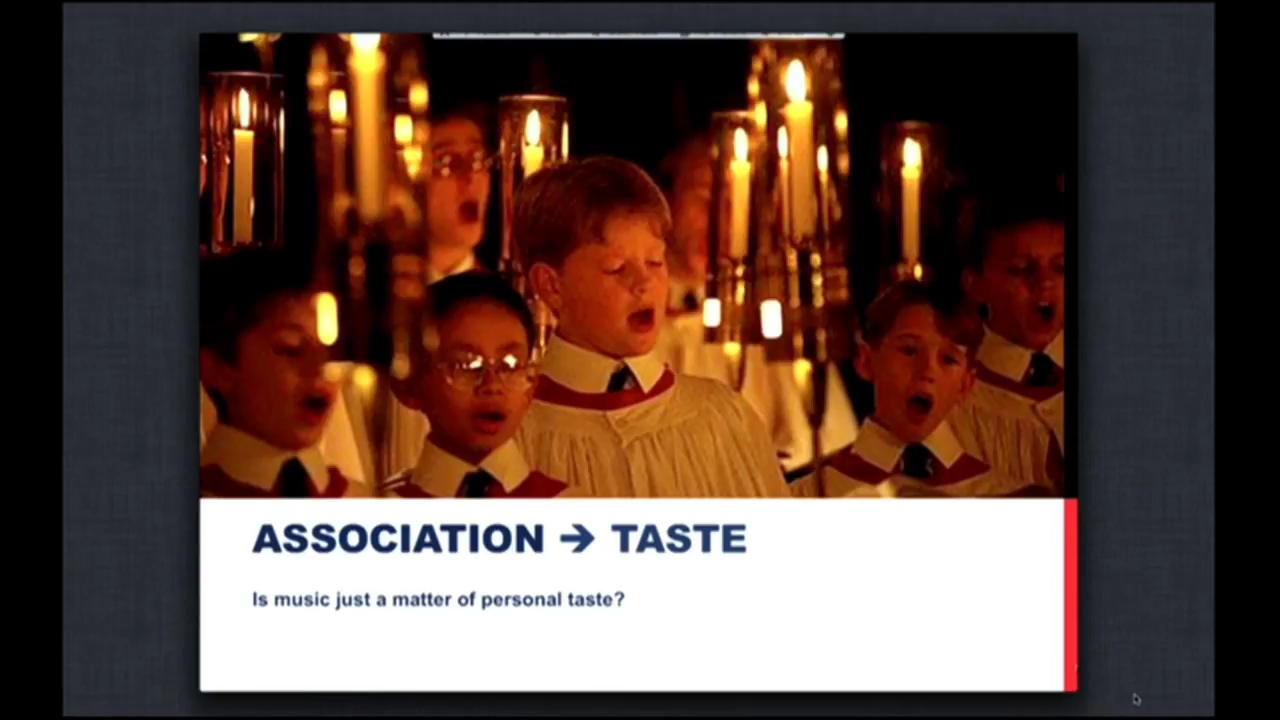 ASSOCIATION → TASTE
Is music just a matter of personal taste?